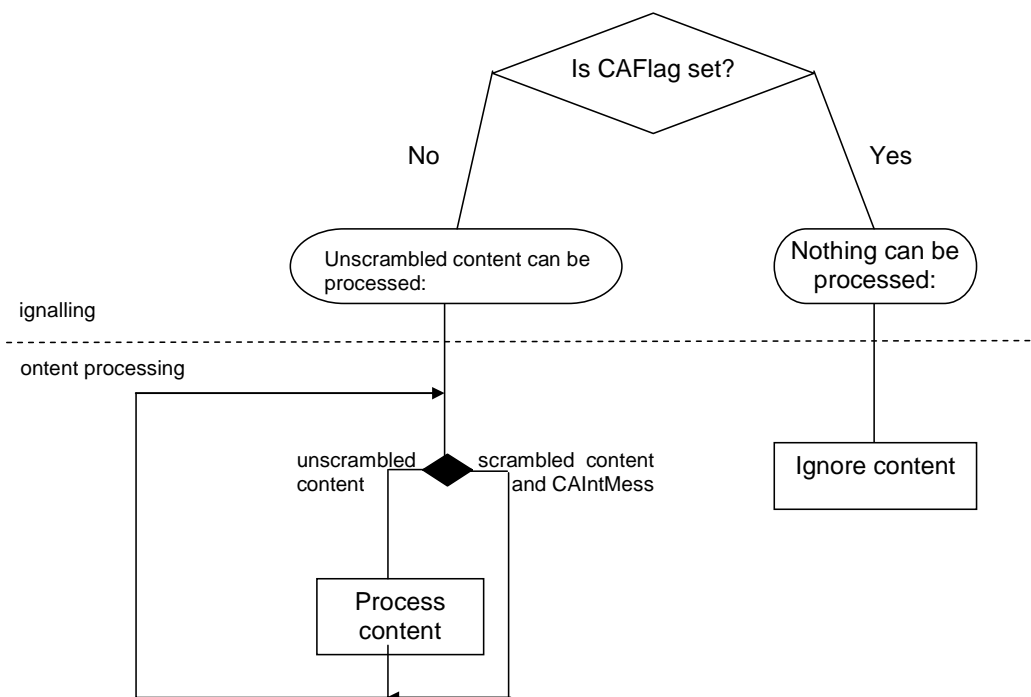 Is CAFlag set?
No
Yes
Unscrambled content can be
processed:
Nothing can be
processed:
ignalling
ontent processing
unscrambled
content
scrambled content
and CAIntMess
Ignore content
Process
content